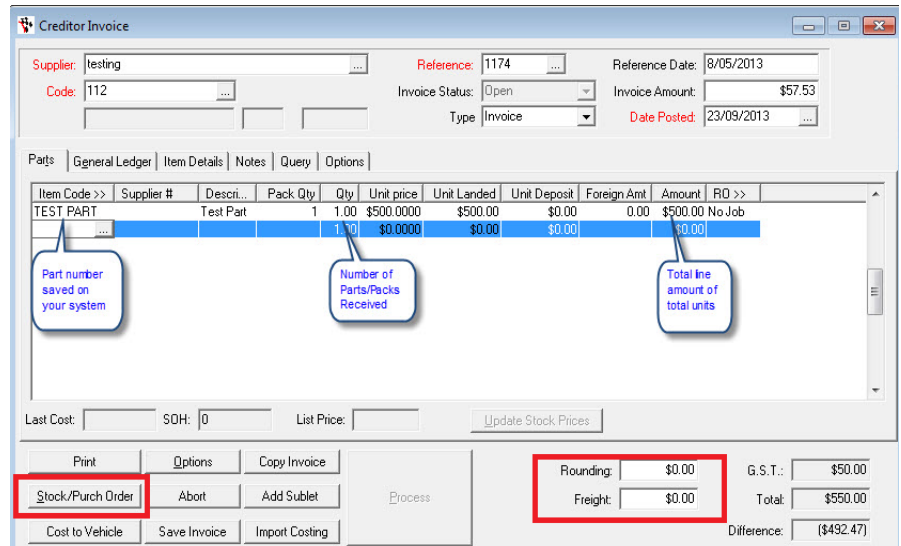 Creditor Invoice
Supplier: testing ... Reference: 1174 ... Reference Date: 8/05/2013
Code: 112 ... Invoice Status: Open Invoice Amount: $57.53
Type Invoice Date Posted: 23/09/2013 ...
Parts General Ledger Item Details Notes Query Options
Item Code >> Supplier # Descri... Pack Qty Qty Unit price Unit Landed Unit Deposit Foreign Amt Amount RO >>
TEST PART Test Part 1 1.00 $500.0000 $500.00 $0.00 0.00 $500.00 No Job
... 1.00 $0.0000 $0.00 $0.00 $0.00
Part number
saved on
your system
Number of
Parts/Packs
Received
Total line
amount of
total units
Last Cost: SOH: 0 List Price: Update Stock Prices
Print Options Copy Invoice Rounding: $0.00 G.S.T.: $50.00
Stock/Purch Order Abort Add Sublet Process Freight: $0.00 Total: $550.00
Cost to Vehicle Save Invoice Import Costing Difference: ($492.47)